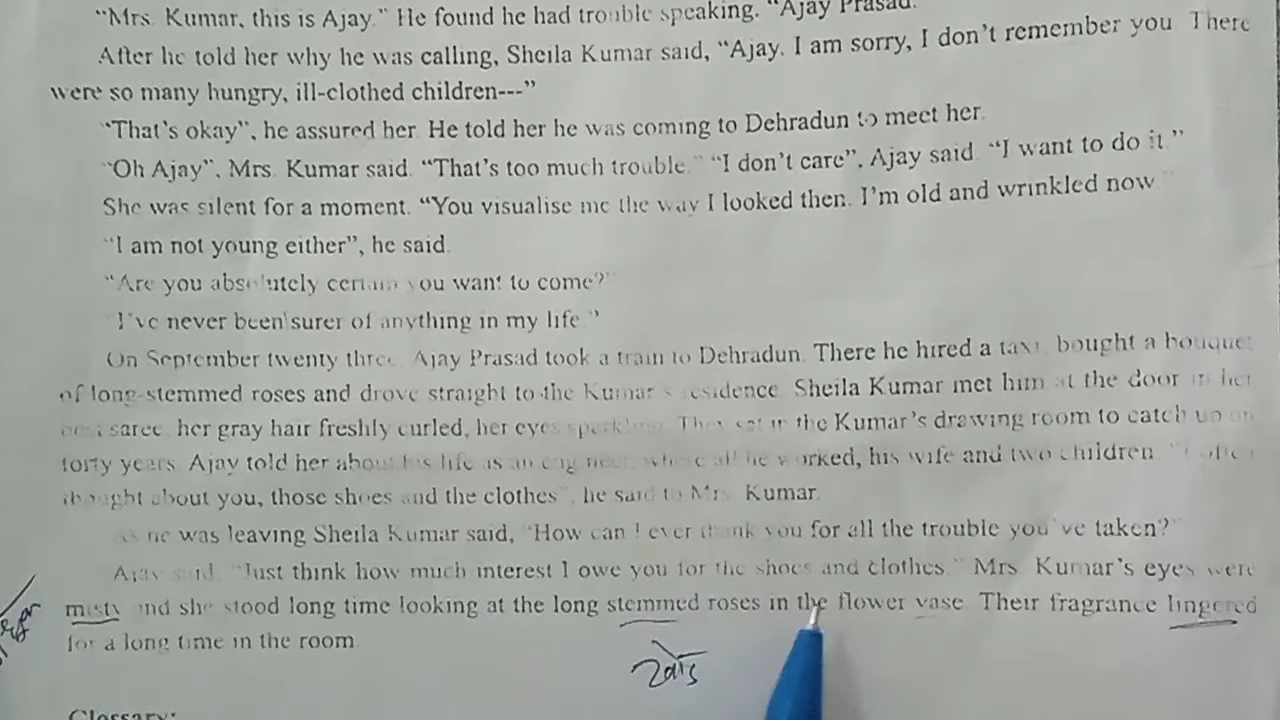 “Mrs. Kumar, this is Ajay.” He found he had trouble speaking. “Ajay Prasad.
After he told her why he was calling, Sheila Kumar said, “Ajay. I am sorry, I don’t remember you. There
were so many hungry, ill-clothed children---”
“That’s okay”, he assured her. He told her he was coming to Dehradun to meet her.
“Oh Ajay”, Mrs. Kumar said. “That’s too much trouble.” “I don’t care”, Ajay said. “I want to do it.”
She was silent for a moment. “You visualise me the way I looked then. I’m old and wrinkled now.
“I am not young either”, he said.
“Are you absolutely certain you want to come?”
“I’ve never been surer of anything in my life.”
On September twenty three, Ajay Prasad took a train to Dehradun. There he hired a taxi, bought a bouquet
of long-stemmed roses and drove straight to the Kumar’s residence. Sheila Kumar met him at the door in her
best saree, her gray hair freshly curled, her eyes sparkling. They sat in the Kumar’s drawing room to catch up on
forty years. Ajay told her about his life as an engineer, where all he worked, his wife and two children. “I often
thought about you, those shoes and the clothes”, he said to Mrs. Kumar.
As he was leaving Sheila Kumar said, “How can I ever thank you for all the trouble you’ve taken?”
Ajay said, “Just think how much interest I owe you for the shoes and clothes.” Mrs. Kumar’s eyes were
misty and she stood long time looking at the long stemmed roses in the flower vase. Their fragrance lingered
for a long time in the room.
Glossary: